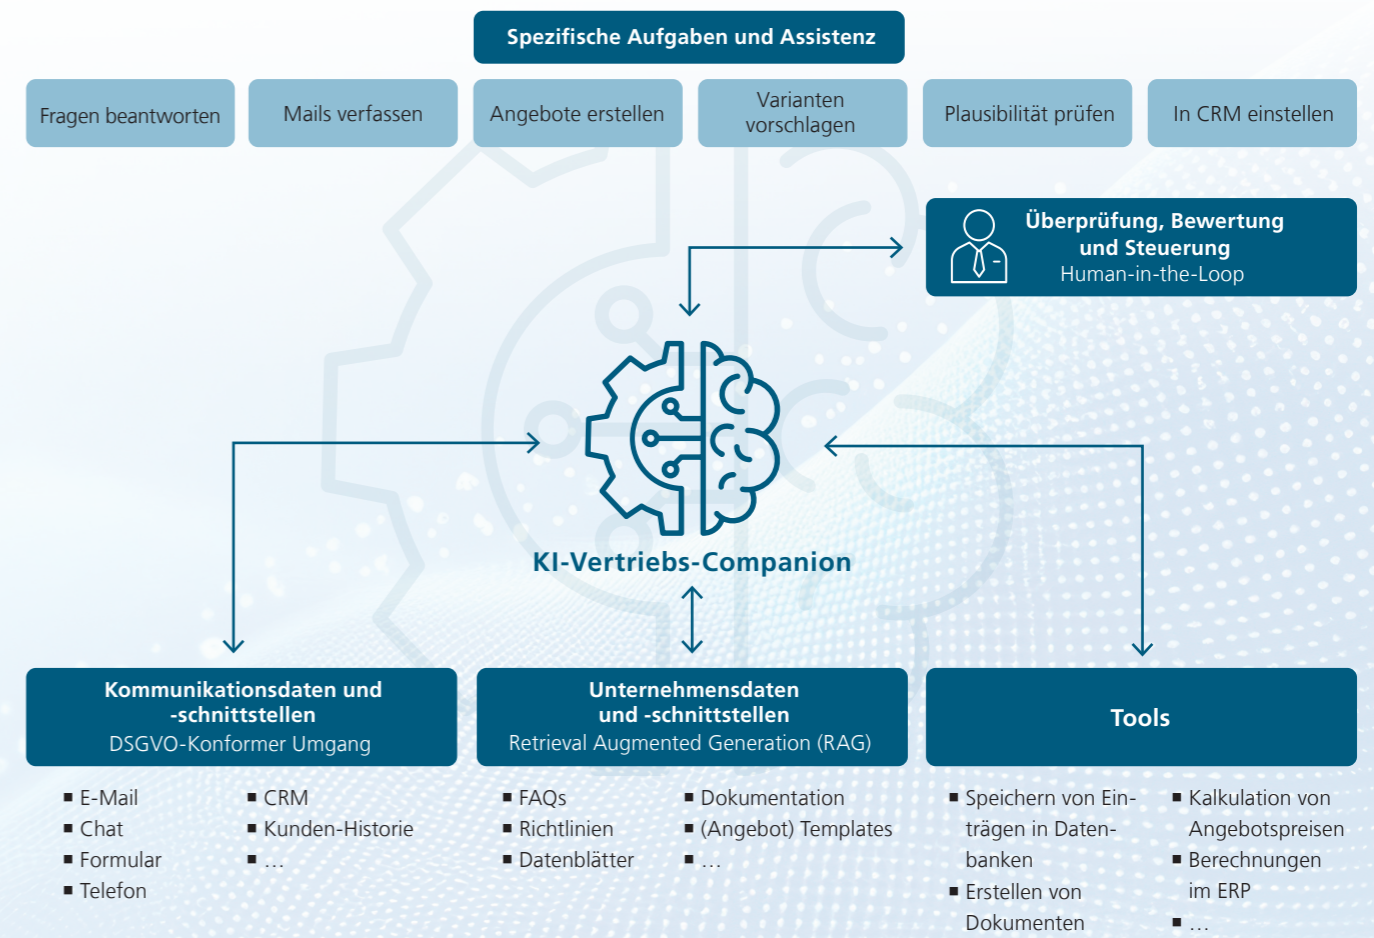 Spezifische Aufgaben und Assistenz
Fragen beantworten
Mails verfassen
Angebote erstellen
Varianten
vorschlagen
Plausibilität prüfen
In CRM einstellen
Überprüfung, Bewertung
und Steuerung
Human-in-the-Loop
KI-Vertriebs-Companion
Kommunikationsdaten und
-schnittstellen
DSGVO-Konformer Umgang
▪ E-Mail
▪ Chat
▪ Formular
▪ Telefon
▪ CRM
▪ Kunden-Historie
▪ …
Unternehmensdaten
und -schnittstellen
Retrieval Augmented Generation (RAG)
▪ FAQs
▪ Richtlinien
▪ Datenblätter
▪ Dokumentation
▪ (Angebot) Templates
▪ …
Tools
▪ Speichern von Ein-
trägen in Daten-
banken
▪ Erstellen von
Dokumenten
▪ Kalkulation von
Angebotspreisen
▪ Berechnungen
im ERP
▪ …